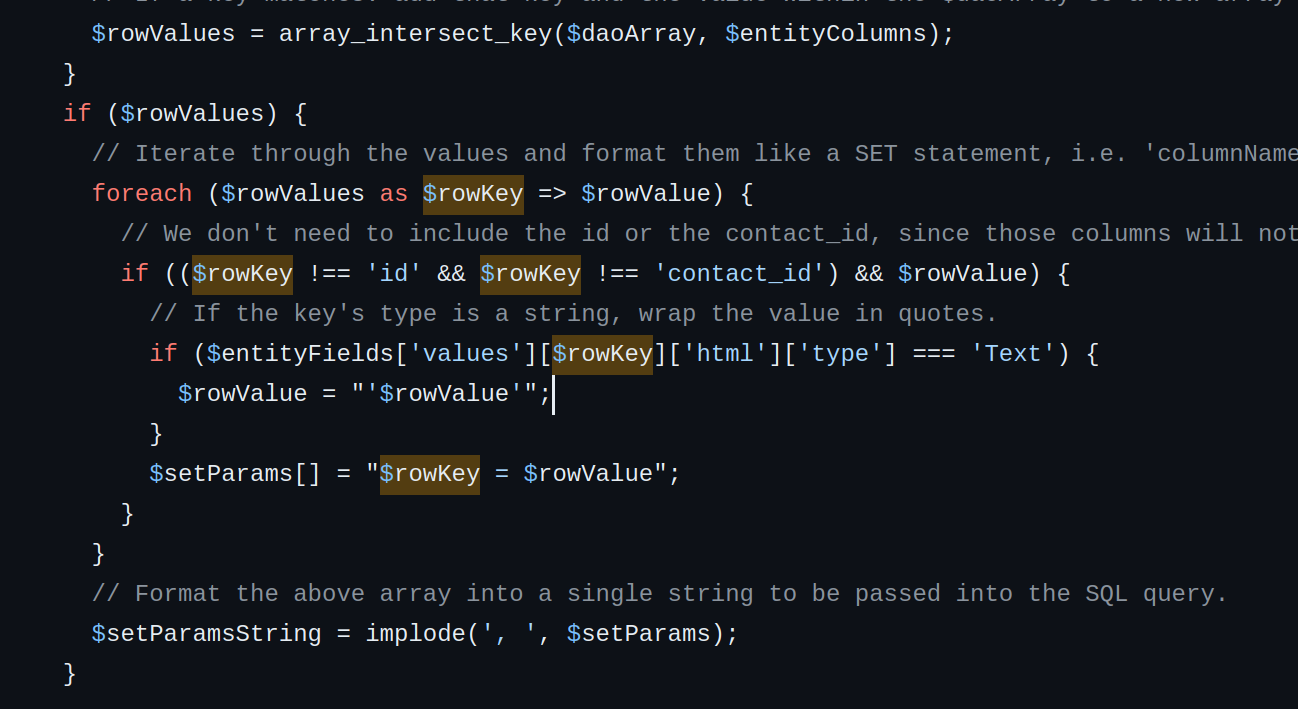 $rowValues = array_intersect_key($daoArray, $entityColumns);
}
if ($rowValues) {
// Iterate through the values and format them like a SET statement, i.e. 'columnName
foreach ($rowValues as $rowKey => $rowValue) {
// We don't need to include the id or the contact_id, since those columns will not
if (($rowKey !== 'id' && $rowKey !== 'contact_id') && $rowValue) {
// If the key's type is a string, wrap the value in quotes.
if ($entityFields['values'][$rowKey]['html']['type'] === 'Text') {
$rowValue = "'$rowValue'";
}
$setParams[] = "$rowKey = $rowValue";
}
}
// Format the above array into a single string to be passed into the SQL query.
$setParamsString = implode(', ', $setParams);
}